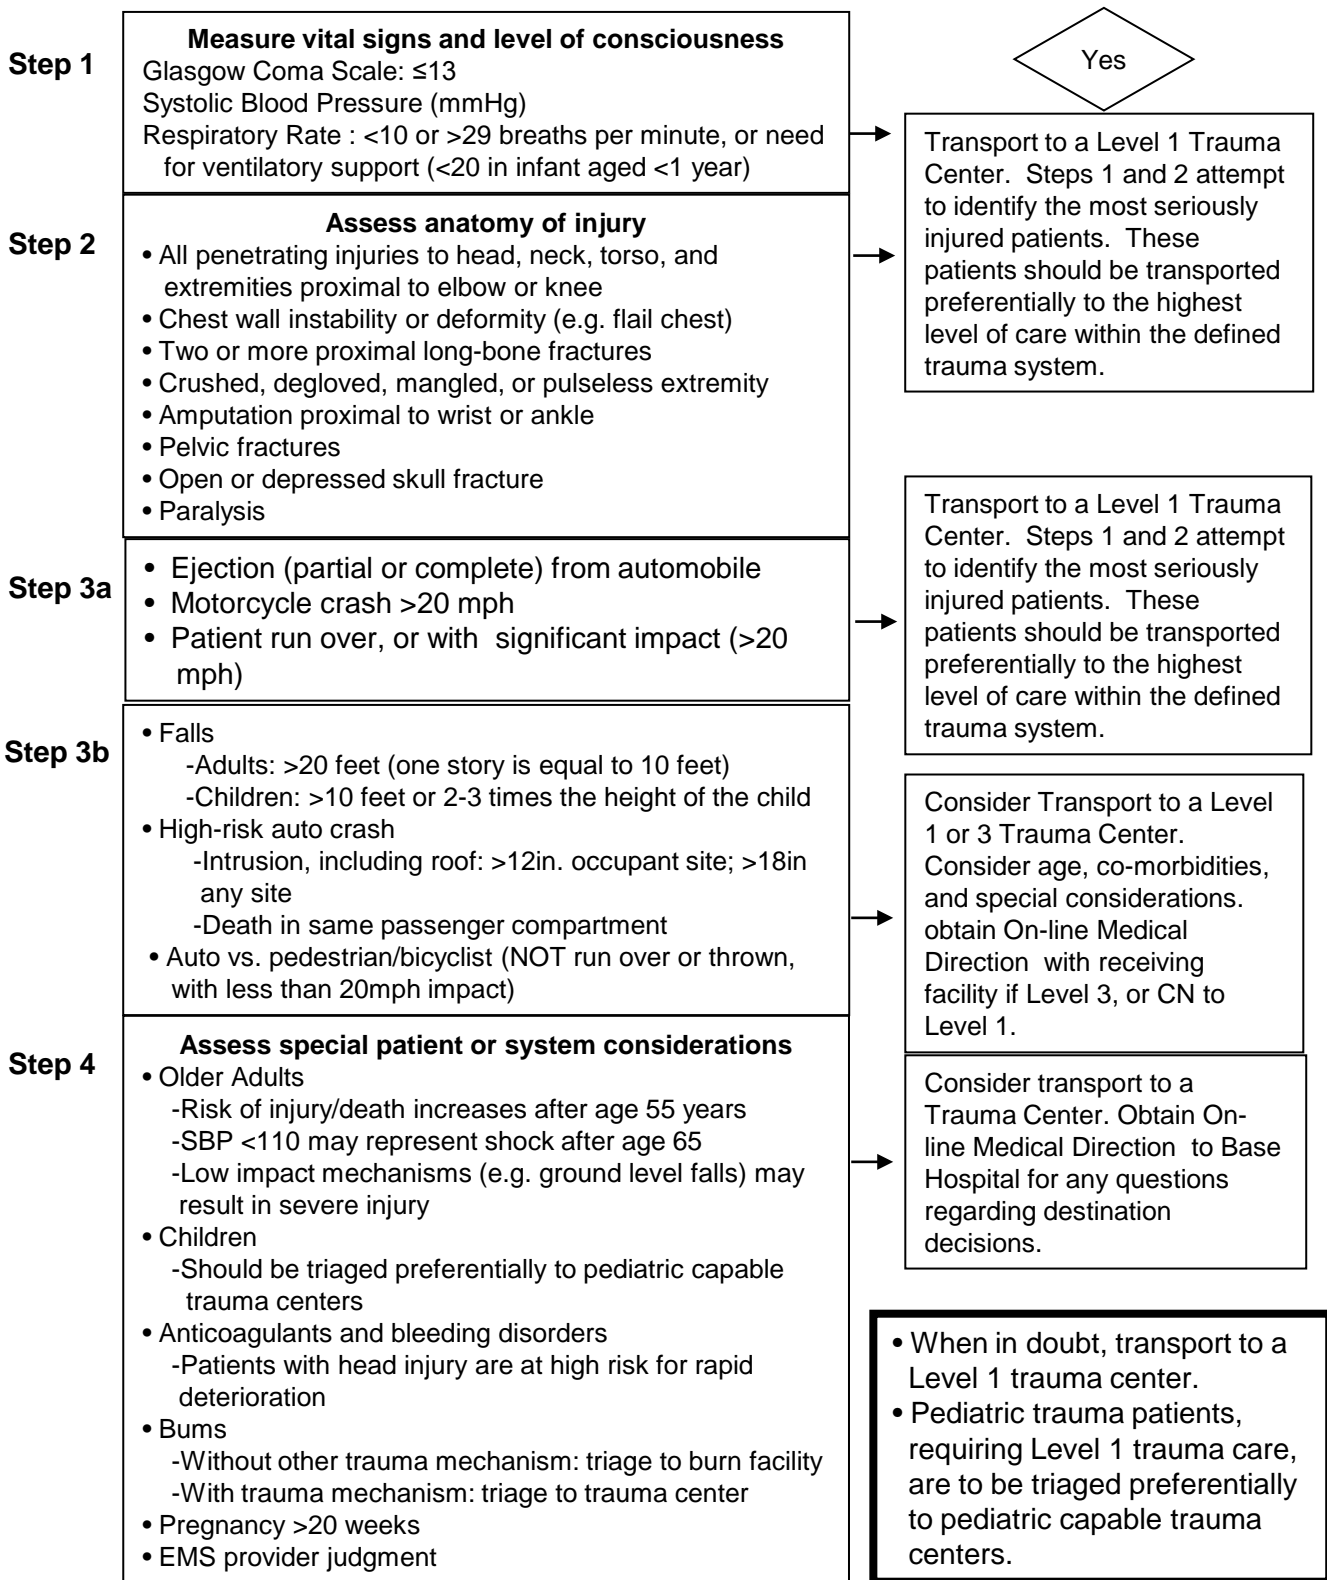 Step 1
Measure vital signs and level of consciousness
Glasgow Coma Scale: ≤13
Systolic Blood Pressure (mmHg)
Respiratory Rate : <10 or >29 breaths per minute, or need
for ventilatory support (<20 in infant aged <1 year)
Yes
Transport to a Level 1 Trauma
Center. Steps 1 and 2 attempt
to identify the most seriously
injured patients. These
patients should be transported
preferentially to the highest
level of care within the defined
trauma system.
Step 2
Assess anatomy of injury
• All penetrating injuries to head, neck, torso, and
extremities proximal to elbow or knee
• Chest wall instability or deformity (e.g. flail chest)
• Two or more proximal long-bone fractures
• Crushed, degloved, mangled, or pulseless extremity
• Amputation proximal to wrist or ankle
• Pelvic fractures
• Open or depressed skull fracture
• Paralysis
Step 3a
• Ejection (partial or complete) from automobile
• Motorcycle crash >20 mph
• Patient run over, or with significant impact (>20
mph)
Transport to a Level 1 Trauma
Center. Steps 1 and 2 attempt
to identify the most seriously
injured patients. These
patients should be transported
preferentially to the highest
level of care within the defined
trauma system.
Step 3b
• Falls
-Adults: >20 feet (one story is equal to 10 feet)
-Children: >10 feet or 2-3 times the height of the child
• High-risk auto crash
-Intrusion, including roof: >12in. occupant site; >18in
any site
-Death in same passenger compartment
• Auto vs. pedestrian/bicyclist (NOT run over or thrown,
with less than 20mph impact)
Consider Transport to a Level
1 or 3 Trauma Center.
Consider age, co-morbidities,
and special considerations.
obtain On-line Medical
Direction with receiving
facility if Level 3, or CN to
Level 1.
Step 4
Assess special patient or system considerations
• Older Adults
-Risk of injury/death increases after age 55 years
-SBP <110 may represent shock after age 65
-Low impact mechanisms (e.g. ground level falls) may
result in severe injury
• Children
-Should be triaged preferentially to pediatric capable
trauma centers
• Anticoagulants and bleeding disorders
-Patients with head injury are at high risk for rapid
deterioration
• Bums
-Without other trauma mechanism: triage to burn facility
-With trauma mechanism: triage to trauma center
• Pregnancy >20 weeks
• EMS provider judgment
Consider transport to a
Trauma Center. Obtain On-
line Medical Direction to Base
Hospital for any questions
regarding destination
decisions.
• When in doubt, transport to a
Level 1 trauma center.
• Pediatric trauma patients,
requiring Level 1 trauma care,
are to be triaged preferentially
to pediatric capable trauma
centers.